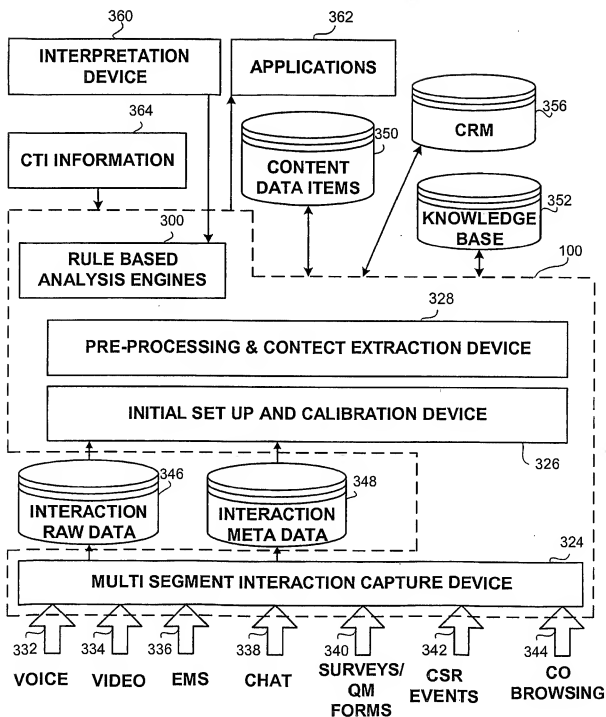 360
362
INTERPRETATION
DEVICE
APPLICATIONS
364
356
CRM
350
CTI INFORMATION
CONTENT
DATA ITEMS
352
KNOWLEDGE
BASE
300
RULE BASED
ANALYSIS ENGINES
100
328
PRE-PROCESSING & CONTECT EXTRACTION DEVICE
INITIAL SET UP AND CALIBRATION DEVICE
326
346
348
INTERACTION
RAW DATA
INTERACTION
META DATA
324
MULTI SEGMENT INTERACTION CAPTURE DEVICE
332
334
336
338
340
342
344
VOICE
VIDEO
EMS
CHAT
SURVEYS/
QM
FORMS
CSR
EVENTS
CO
BROWSING